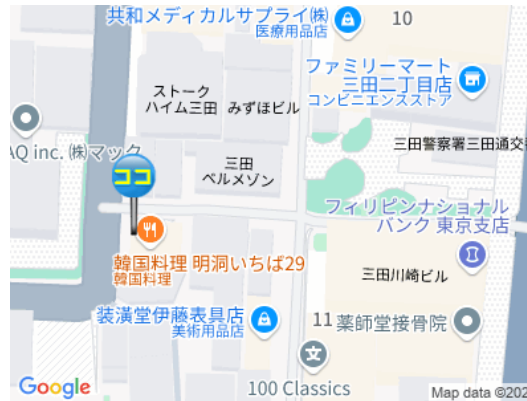 共和メディカルサプライ(株)
医療用品店
10
ファミリーマート
三田二丁目店
コンビニエンスストア
ストーク
ハイム三田
みずほビル
三田警察署三田通交
AQ inc. (株)マック
ココ
三田
ベルメゾン
フィリピンナショナル
バンク 東京支店
韓国料理 明洞いちば29
韓国料理
三田川崎ビル
装潢堂伊藤表具店
美術用品店
11
薬師堂接骨院
100 Classics
Google
Map data ©202